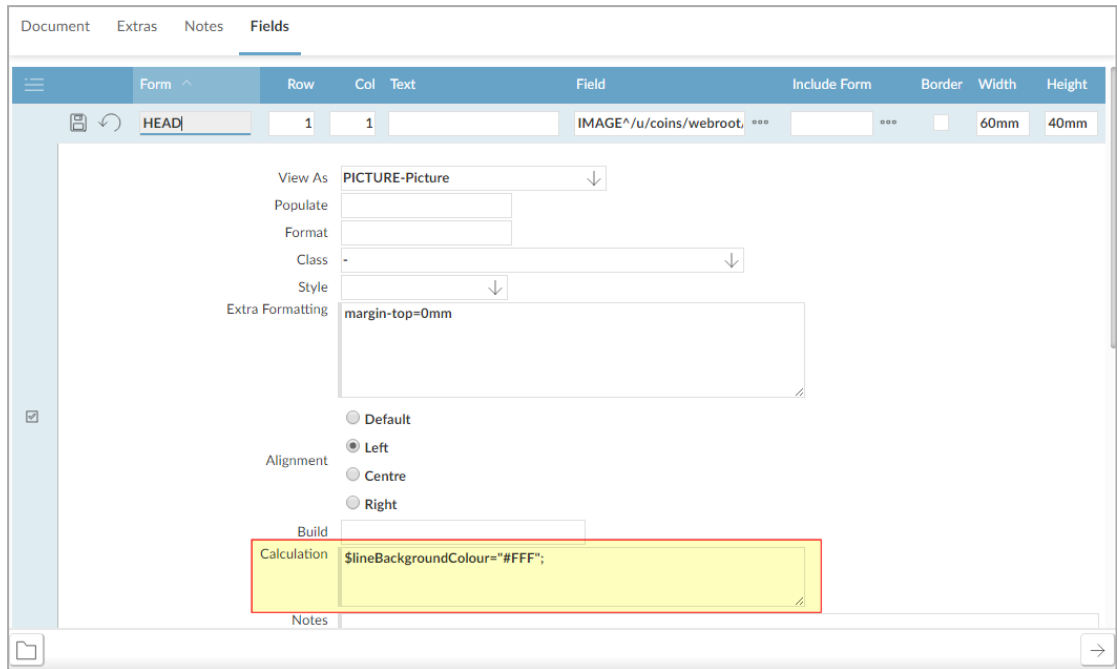 Document Extras Notes Fields
Form Row Col Text Field Include Form Border Width Height
HEAD 1 1 IMAGE^/u/coins/webroot/ 60mm 40mm
View As PICTURE-Picture
Populate
Format
Class -
Style
Extra Formatting margin-top=0mm
Default
Left
Alignment
Centre
Right
Build
Calculation $lineBackgroundColour="#FFF";
Notes